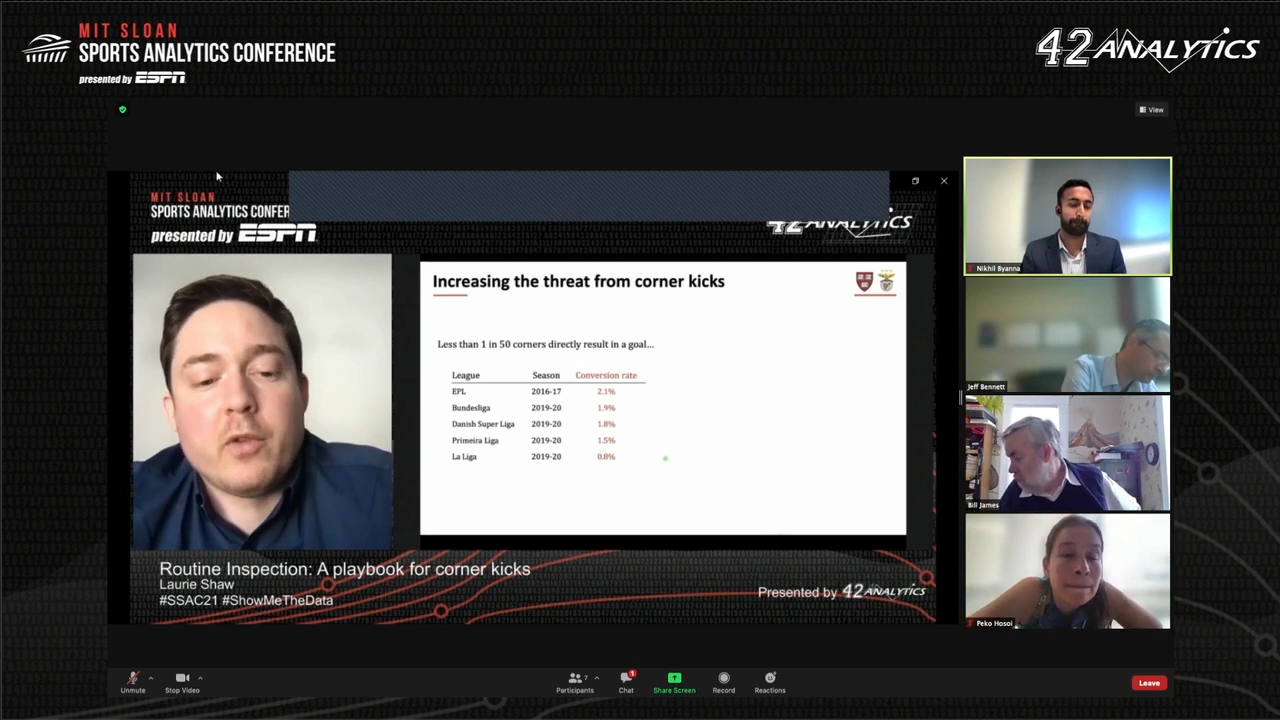 MIT SLOAN
SPORTS ANALYTICS CONFERENCE
presented by ESPN
42 ANALYTICS
View
MIT SLOAN
SPORTS ANALYTICS CONFER
presented by ESPN
42 ANALYTICS
Increasing the threat from corner kicks
Less than 1 in 50 corners directly result in a goal...
League Season Conversion rate
EPL 2016-17 2.1%
Bundesliga 2019-20 1.9%
Danish Super Liga 2019-20 1.8%
Primeira Liga 2019-20 1.5%
La Liga 2019-20 0.8%
Routine Inspection: A playbook for corner kicks
Laurie Shaw
#SSAC21 #ShowMeTheData
Presented by 42 ANALYTICS
Nikhil Byanna
Jeff Bennett
Bill James
Peko Hosoi
Unmute
Stop Video
Participants 7
Chat 1
Share Screen
Record
Reactions
Leave